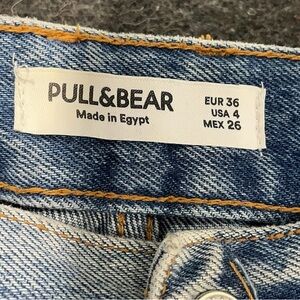 PULL&BEAR
Made in Egypt
EUR 36
USA 4
MEX 26